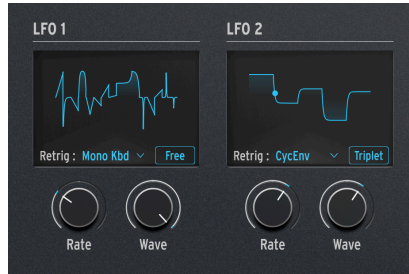 LFO 1
LFO 2
Retrig : Mono Kbd Free
Retrig : CycEnv Triplet
Rate Wave
Rate Wave